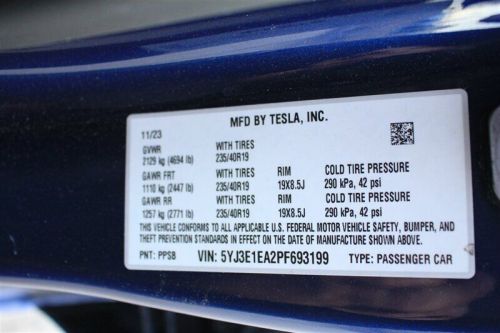 MFD BY TESLA, INC.
11/23
GVWR WITH TIRES
2129 kg (4694 lb) 235/40R19
GAWR FRT WITH TIRES RIM COLD TIRE PRESSURE
1110 kg (2447 lb) 235/40R19 19X8.5J 290 kPa, 42 psi
GAWR RR WITH TIRES RIM COLD TIRE PRESSURE
1257 kg (2771 lb) 235/40R19 19X8.5J 290 kPa, 42 psi
THIS VEHICLE CONFORMS TO ALL APPLICABLE U.S. FEDERAL MOTOR VEHICLE SAFETY, BUMPER, AND
THEFT PREVENTION STANDARDS IN EFFECT ON THE DATE OF MANUFACTURE SHOWN ABOVE.
PNT: PPSB VIN: 5YJ3E1EA2PF693199 TYPE: PASSENGER CAR